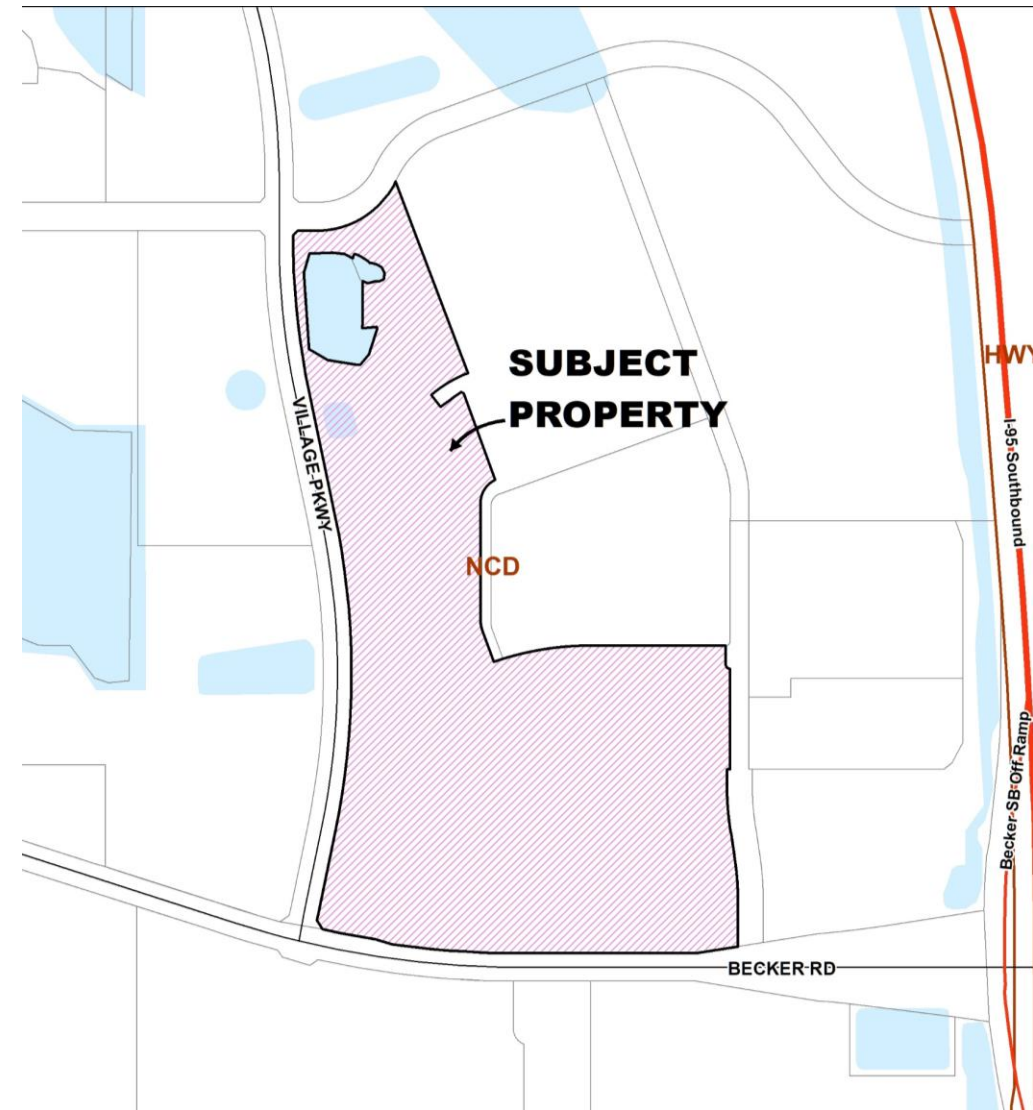 SUBJECT
PROPERTY
HWY
I-95 Southbound
VILLAGE PKWY
NCD
Becker SB Off Ramp
BECKER RD